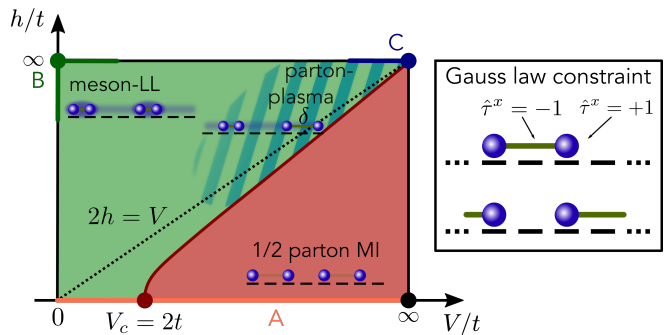 h/t
∞
B
C
meson-LL
parton-
plasma
δ
2h = V
1/2 parton MI
0
V_c = 2t
A
∞
V/t
Gauss law constraint
τ̂^x = −1
τ̂^x = +1